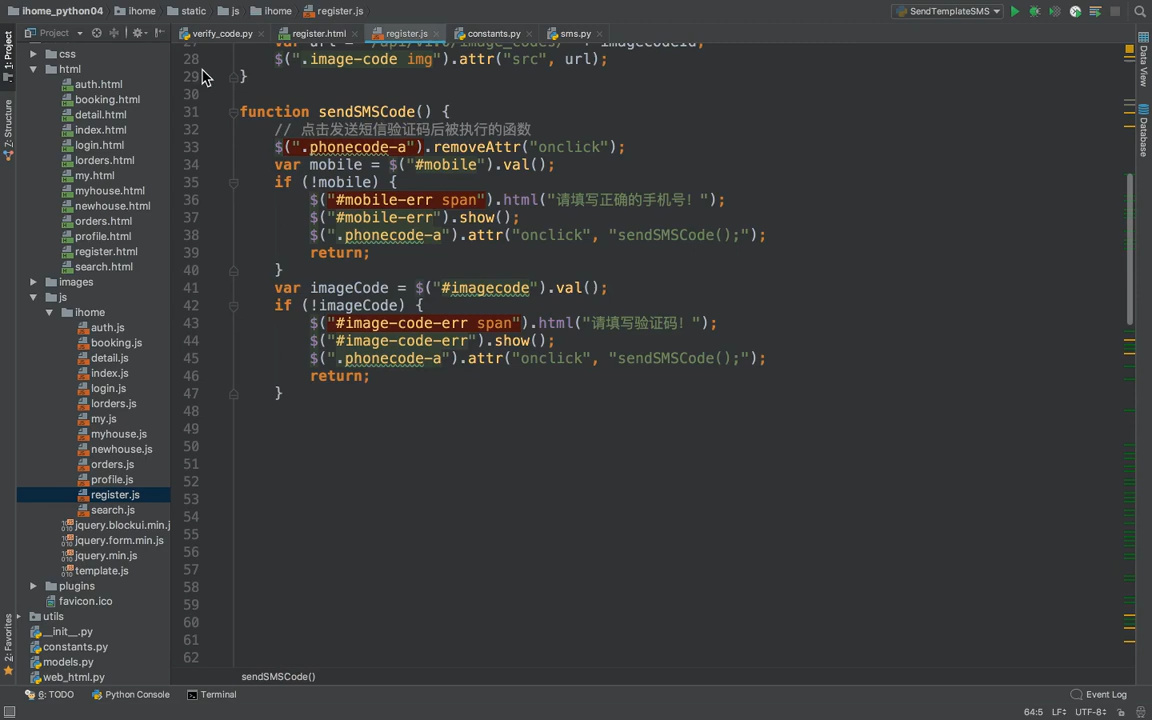 ihome_python04 ihome static js ihome register.js SendTemplateSMS
Project verify_code.py register.html register.js constants.py sms.py
1: Project
7: Structure
2: Favorites
Data View
Database
css
html
auth.html
booking.html
detail.html
index.html
login.html
lorders.html
my.html
myhouse.html
newhouse.html
orders.html
profile.html
register.html
search.html
images
js
ihome
auth.js
booking.js
detail.js
index.js
login.js
lorders.js
my.js
myhouse.js
newhouse.js
orders.js
profile.js
register.js
search.js
jquery.blockui.min.j
jquery.form.min.js
jquery.min.js
template.js
plugins
favicon.ico
utils
__init__.py
constants.py
models.py
web_html.py
28 $(".image-code img").attr("src", url);
29 }
30
31 function sendSMSCode() {
32 // 点击发送短信验证码后被执行的函数
33 $(".phonecode-a").removeAttr("onclick");
34 var mobile = $("#mobile").val();
35 if (!mobile) {
36 $("#mobile-err span").html("请填写正确的手机号！");
37 $("#mobile-err").show();
38 $(".phonecode-a").attr("onclick", "sendSMSCode();");
39 return;
40 }
41 var imageCode = $("#imagecode").val();
42 if (!imageCode) {
43 $("#image-code-err span").html("请填写验证码！");
44 $("#image-code-err").show();
45 $(".phonecode-a").attr("onclick", "sendSMSCode();");
46 return;
47 }
48
49
50
51
52
53
54
55
56
57
58
59
60
61
62
sendSMSCode()
6: TODO Python Console Terminal Event Log
64:5 LF÷ UTF-8÷